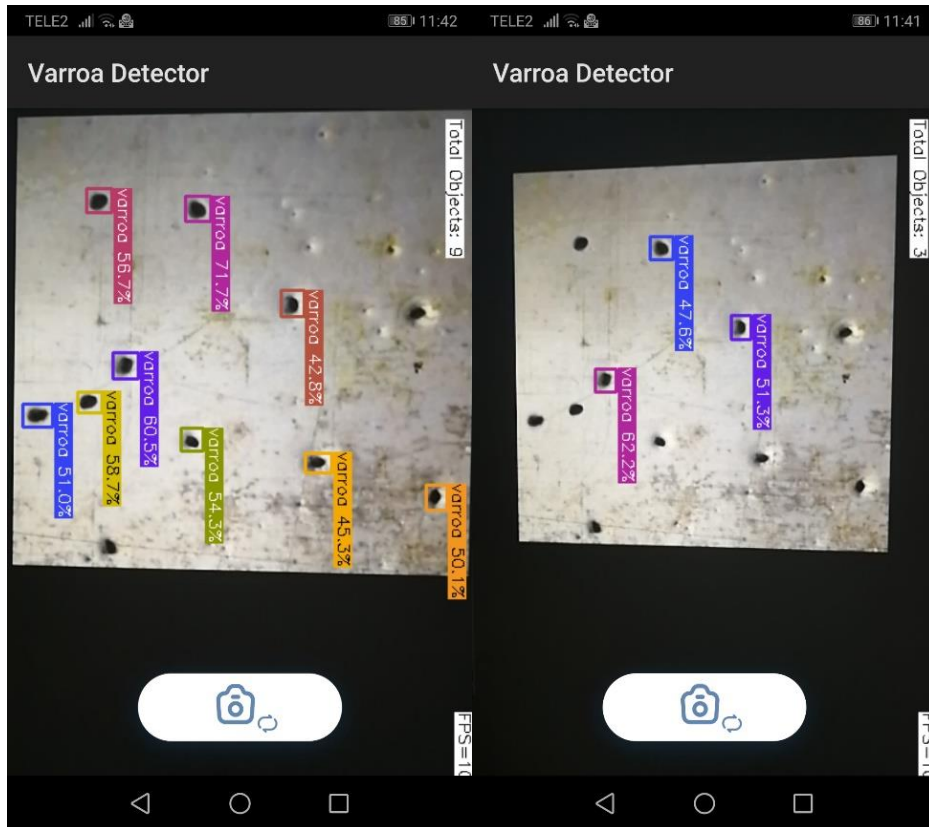 TELE2
85 11:42
Varroa Detector
Total Objects: 9
varroa 56.7%
varroa 71.7%
varroa 42.8%
varroa 60.5%
varroa 58.7%
varroa 51.0%
varroa 54.3%
varroa 45.3%
varroa 50.1%
FPS=10
TELE2
86 11:41
Varroa Detector
Total Objects: 3
varroa 47.6%
varroa 51.3%
varroa 62.2%